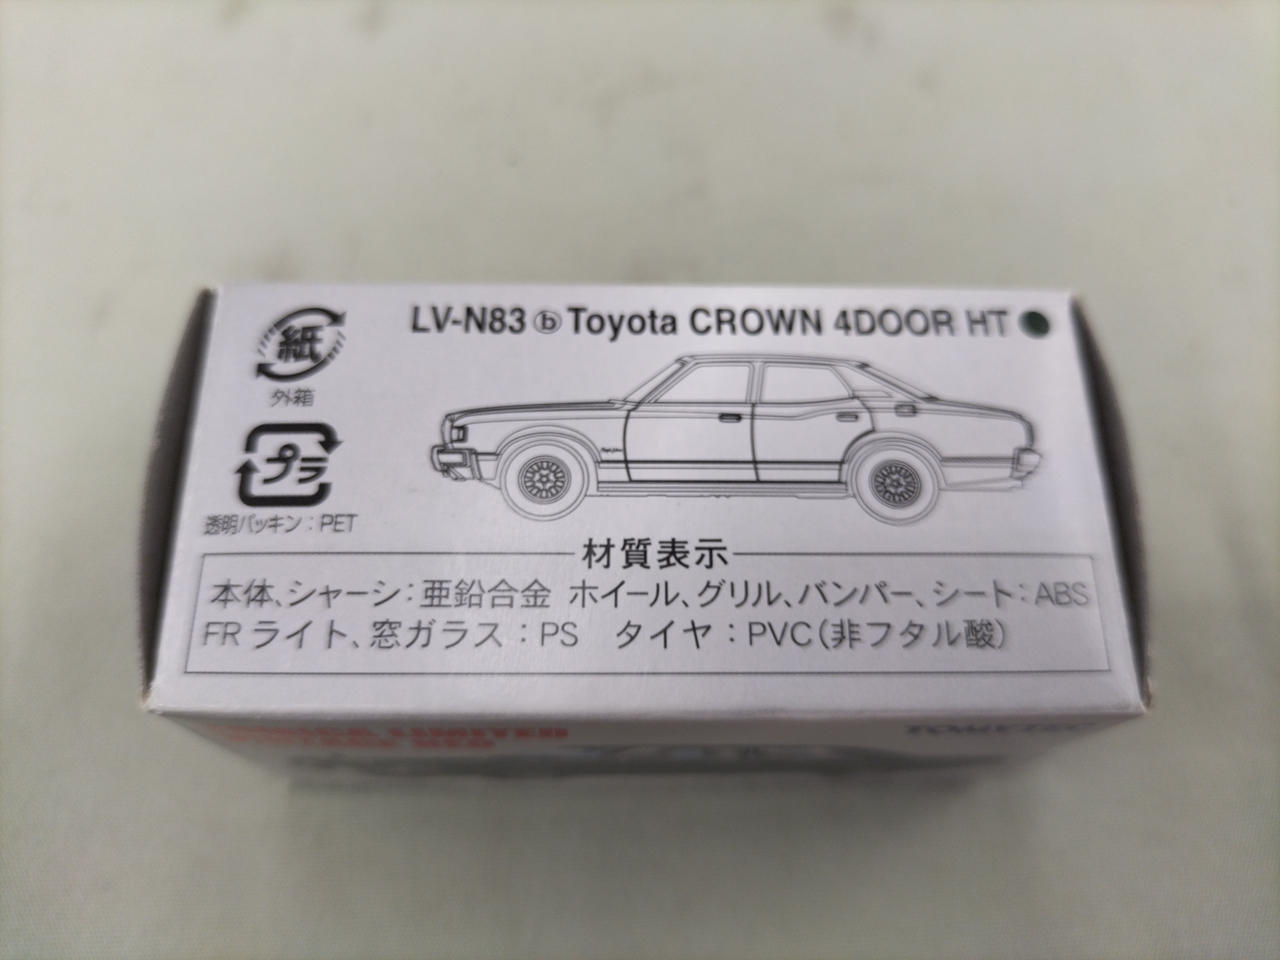 LV-N83 ⓑ Toyota CROWN 4DOOR HT
紙
外箱
プラ
透明パッキン：PET
材質表示
本体、シャーシ：亜鉛合金 ホイール、グリル、バンパー、シート：ABS
FRライト、窓ガラス：PS タイヤ：PVC(非フタル酸)
LIMITED